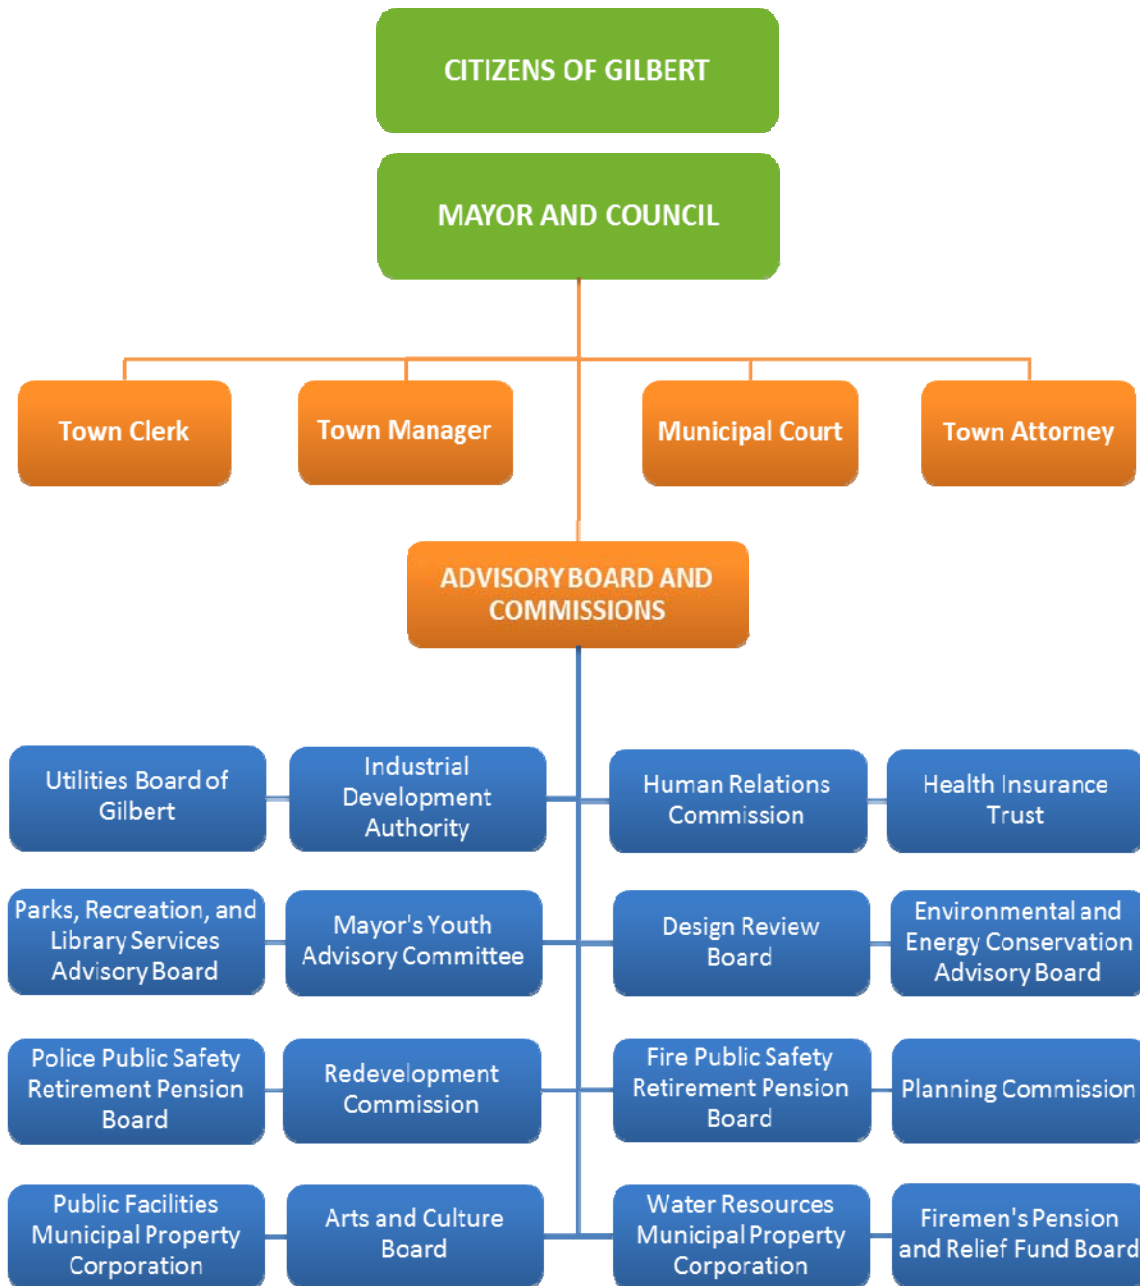 CITIZENS OF GILBERT
MAYOR AND COUNCIL
Town Clerk
Town Manager
Municipal Court
Town Attorney
ADVISORY BOARD AND
COMMISSIONS
Utilities Board of
Gilbert
Industrial
Development
Authority
Human Relations
Commission
Health Insurance
Trust
Parks, Recreation, and
Library Services
Advisory Board
Mayor's Youth
Advisory Committee
Design Review
Board
Environmental and
Energy Conservation
Advisory Board
Police Public Safety
Retirement Pension
Board
Redevelopment
Commission
Fire Public Safety
Retirement Pension
Board
Planning Commission
Public Facilities
Municipal Property
Corporation
Arts and Culture
Board
Water Resources
Municipal Property
Corporation
Firemen's Pension
and Relief Fund Board